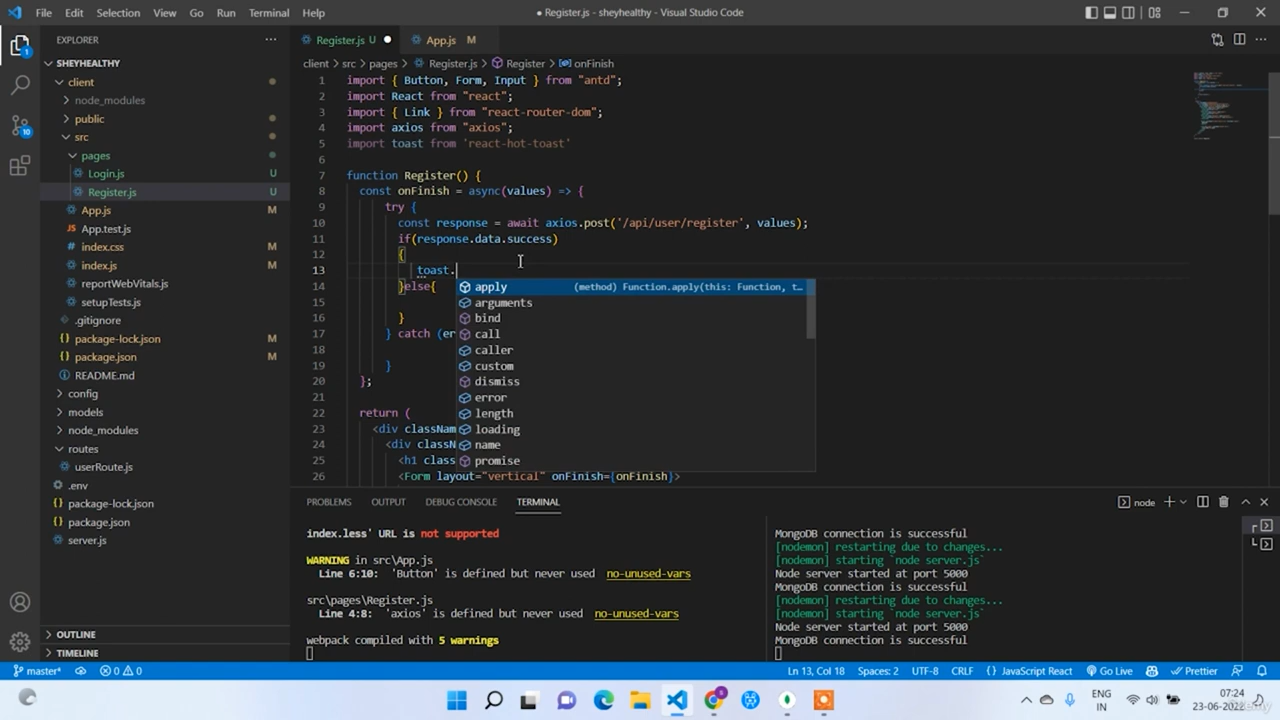 File Edit Selection View Go Run Terminal Help
● Register.js - sheyhealthy - Visual Studio Code
EXPLORER
SHEYHEALTHY
client
node_modules
public
src
pages
Login.js U
Register.js U
App.js M
App.test.js
index.css M
index.js M
reportWebVitals.js
setupTests.js
.gitignore
package-lock.json M
package.json M
README.md
config
models
node_modules
routes
userRoute.js
.env
package-lock.json
package.json
server.js
OUTLINE
TIMELINE
1
10
Register.js U ● App.js M
client > src > pages > Register.js > Register > onFinish
1 import { Button, Form, Input } from "antd";
2 import React from "react";
3 import { Link } from "react-router-dom";
4 import axios from "axios";
5 import toast from 'react-hot-toast'
6
7 function Register() {
8 const onFinish = async(values) => {
9 try {
10 const response = await axios.post('/api/user/register', values);
11 if(response.data.success)
12 {
13 toast.
14 }else{
15
16 }
17 } catch (er
18
19 }
20 };
21
22 return (
23 <div classNam
24 <div classN
25 <h1 class
26 <Form layout="vertical" onFinish={onFinish}>
apply (method) Function.apply(this: Function, t...
arguments
bind
call
caller
custom
dismiss
error
length
loading
name
promise
PROBLEMS OUTPUT DEBUG CONSOLE TERMINAL
node
index.less' URL is not supported
WARNING in src\App.js
Line 6:10: 'Button' is defined but never used no-unused-vars
src\pages\Register.js
Line 4:8: 'axios' is defined but never used no-unused-vars
webpack compiled with 5 warnings
MongoDB connection is successful
[nodemon] restarting due to changes...
[nodemon] starting `node server.js`
Node server started at port 5000
MongoDB connection is successful
[nodemon] restarting due to changes...
[nodemon] starting `node server.js`
Node server started at port 5000
MongoDB connection is successful
master* 0 0 Ln 13, Col 18 Spaces: 2 UTF-8 CRLF {} JavaScript React Go Live Prettier
ENG
IN
07:24
23-06-2022